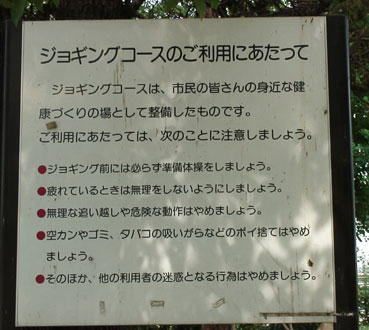 ジョギングコースのご利用にあたって
ジョギングコースは、市民の皆さんの身近な健
康づくりの場として整備したものです。
ご利用にあたっては、次のことに注意しましょう。
●ジョギング前には必らず準備体操をしましょう。
●疲れているときは無理をしないようにしましょう。
●無理な追い越しや危険な動作はやめましょう。
●空カンやゴミ、タバコの吸いがらなどのポイ捨てはやめ
ましょう。
●そのほか、他の利用者の迷惑となる行為はやめましょう。